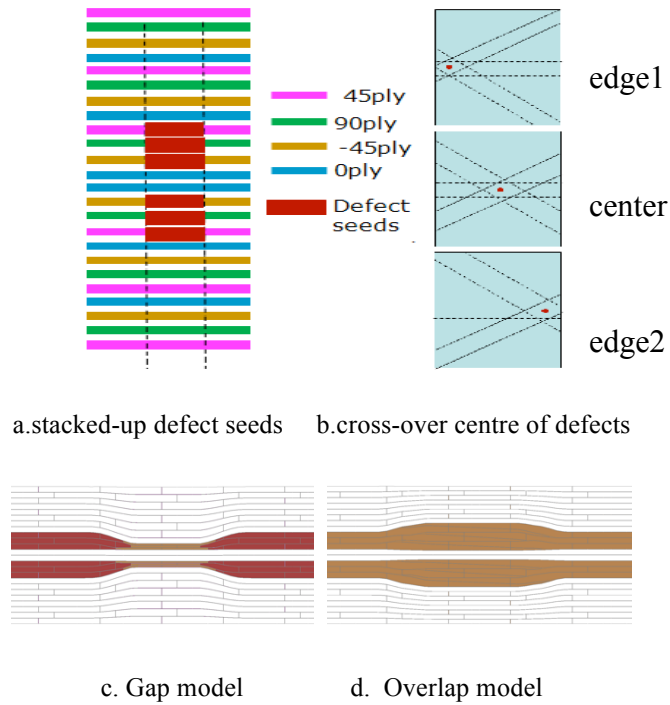 45ply
90ply
-45ply
0ply
Defect
seeds
edge1
center
edge2
a.stacked-up defect seeds
b.cross-over centre of defects
c. Gap model
d. Overlap model